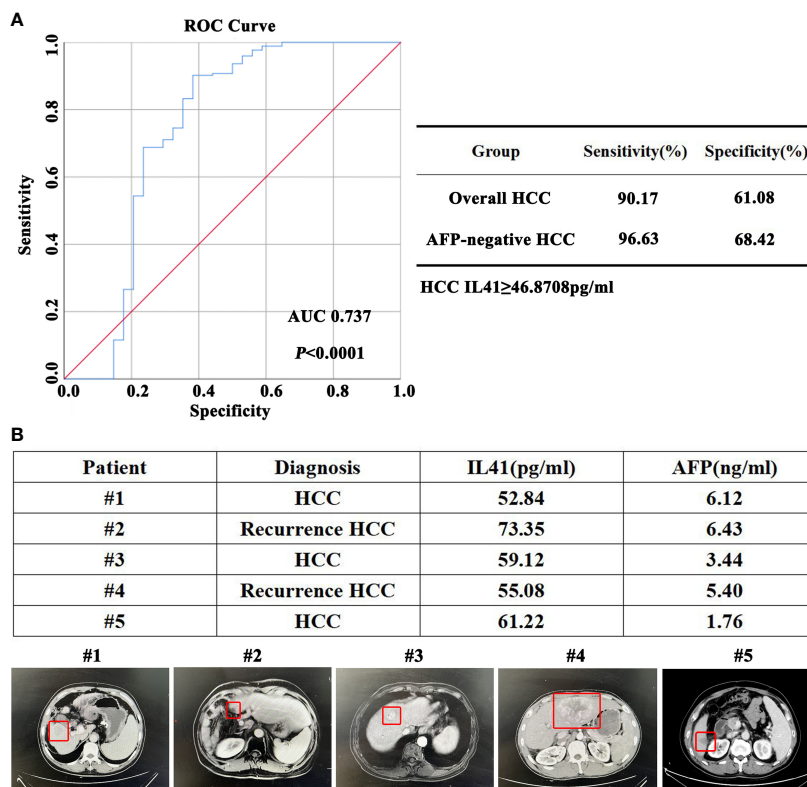 A
ROC Curve
1.0
0.8
0.6
0.4
0.2
0.0
Sensitivity
AUC 0.737
P<0.0001
0.0 0.2 0.4 0.6 0.8 1.0
Specificity
Group Sensitivity(%) Specificity(%)
Overall HCC 90.17 61.08
AFP-negative HCC 96.63 68.42
HCC IL41≥46.8708pg/ml
B
Patient Diagnosis IL41(pg/ml) AFP(ng/ml)
#1 HCC 52.84 6.12
#2 Recurrence HCC 73.35 6.43
#3 HCC 59.12 3.44
#4 Recurrence HCC 55.08 5.40
#5 HCC 61.22 1.76
#1 #2 #3 #4 #5